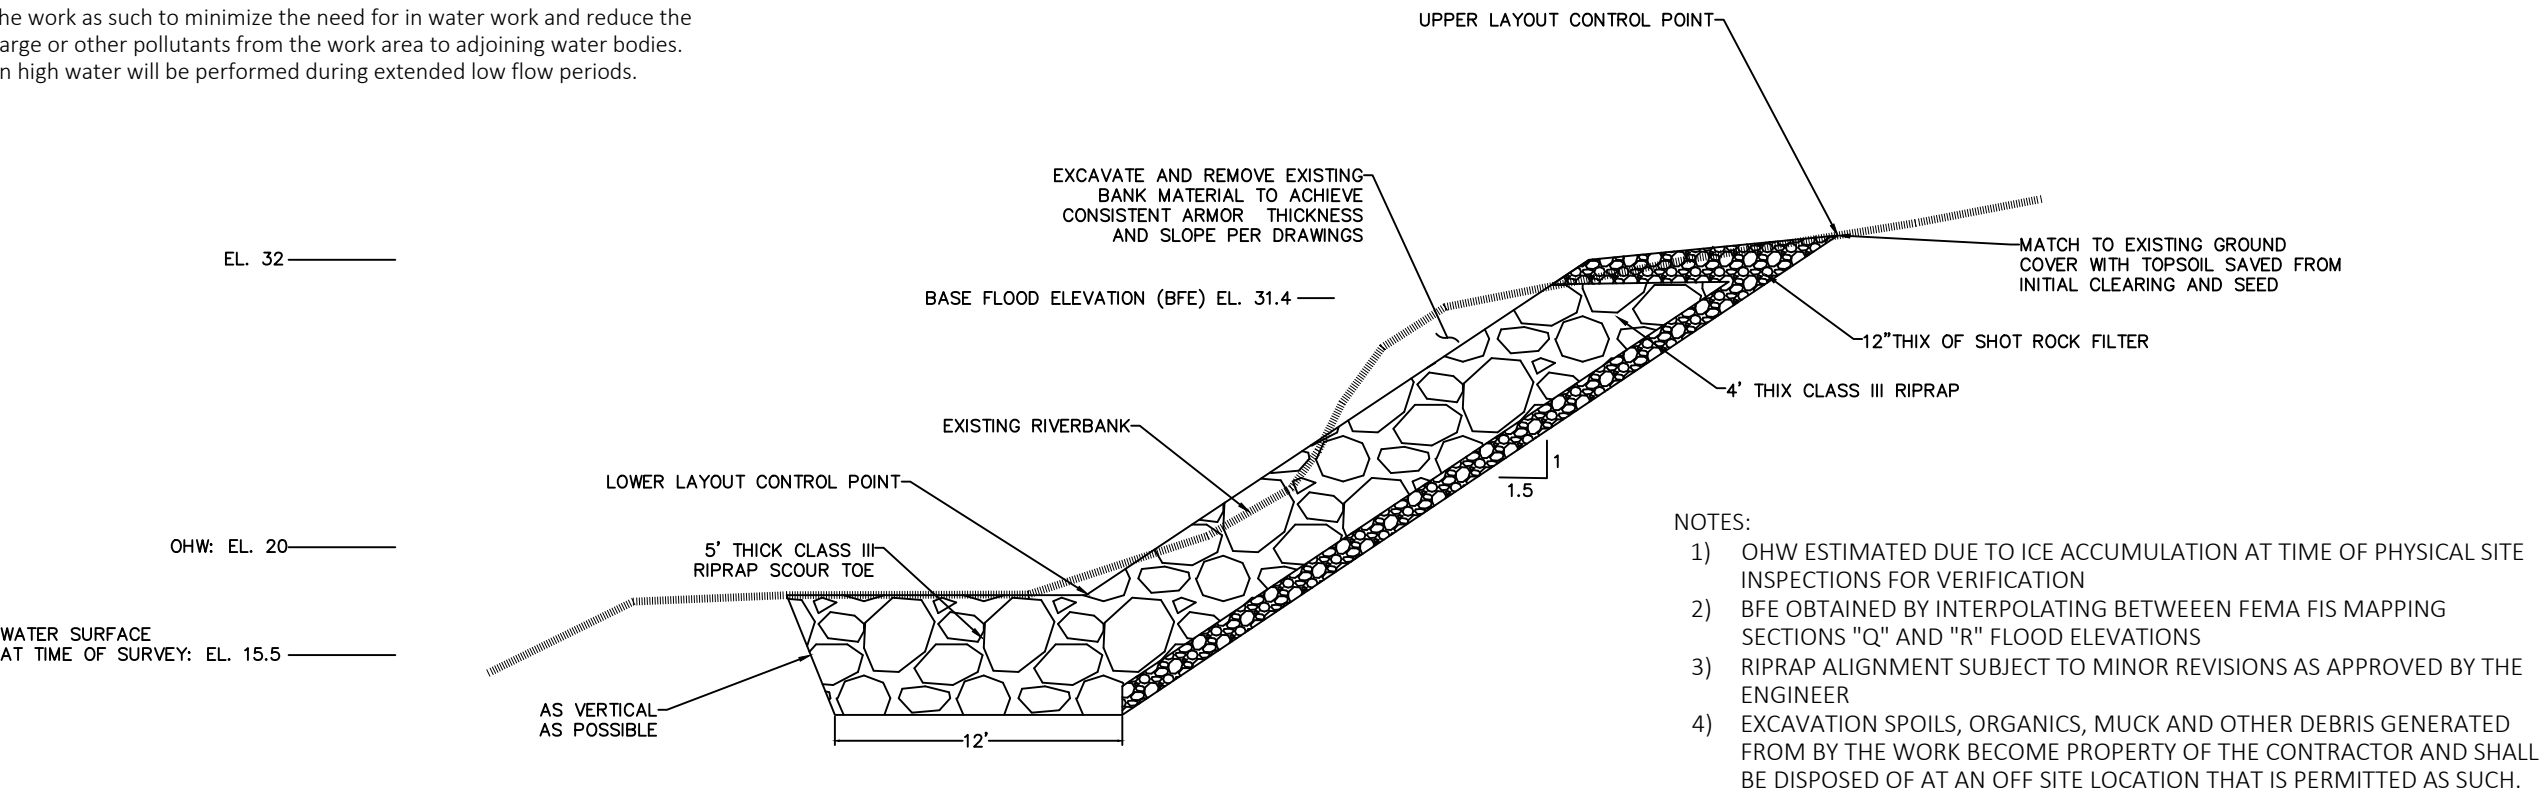 he work as such to minimize the need for in water work and reduce the
arge or other pollutants from the work area to adjoining water bodies.
n high water will be performed during extended low flow periods.
UPPER LAYOUT CONTROL POINT
EXCAVATE AND REMOVE EXISTING
BANK MATERIAL TO ACHIEVE
CONSISTENT ARMOR THICKNESS
AND SLOPE PER DRAWINGS
EL. 32
BASE FLOOD ELEVATION (BFE) EL. 31.4
MATCH TO EXISTING GROUND
COVER WITH TOPSOIL SAVED FROM
INITIAL CLEARING AND SEED
12"THIX OF SHOT ROCK FILTER
4' THIX CLASS III RIPRAP
EXISTING RIVERBANK
1
1.5
LOWER LAYOUT CONTROL POINT
OHW: EL. 20
5' THICK CLASS III
RIPRAP SCOUR TOE
WATER SURFACE
AT TIME OF SURVEY: EL. 15.5
AS VERTICAL
AS POSSIBLE
12'
NOTES:
1) OHW ESTIMATED DUE TO ICE ACCUMULATION AT TIME OF PHYSICAL SITE
INSPECTIONS FOR VERIFICATION
2) BFE OBTAINED BY INTERPOLATING BETWEEEN FEMA FIS MAPPING
SECTIONS "Q" AND "R" FLOOD ELEVATIONS
3) RIPRAP ALIGNMENT SUBJECT TO MINOR REVISIONS AS APPROVED BY THE
ENGINEER
4) EXCAVATION SPOILS, ORGANICS, MUCK AND OTHER DEBRIS GENERATED
FROM BY THE WORK BECOME PROPERTY OF THE CONTRACTOR AND SHALL
BE DISPOSED OF AT AN OFF SITE LOCATION THAT IS PERMITTED AS SUCH.